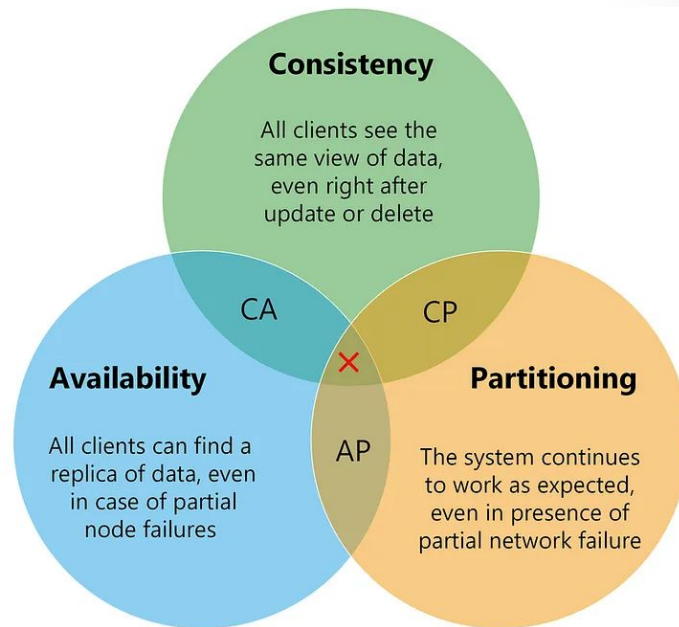 Consistency
All clients see the
same view of data,
even right after
update or delete
CA
CP
Availability
All clients can find a
replica of data, even
in case of partial
node failures
AP
Partitioning
The system continues
to work as expected,
even in presence of
partial network failure